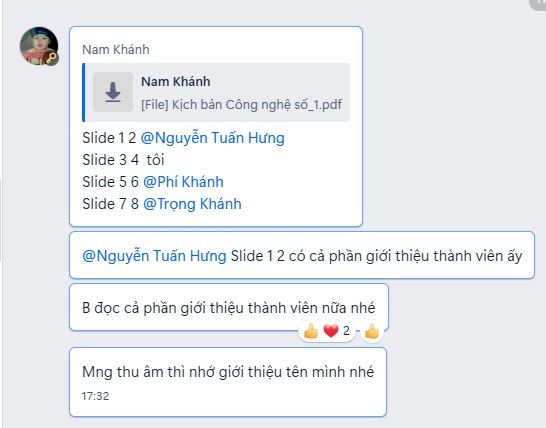 Nam Khánh
Nam Khánh
[File] Kịch bản Công nghệ số_1.pdf
Slide 1 2 @Nguyễn Tuấn Hưng
Slide 3 4 tôi
Slide 5 6 @Phí Khánh
Slide 7 8 @Trọng Khánh
@Nguyễn Tuấn Hưng Slide 1 2 có cả phần giới thiệu thành viên ấy
B đọc cả phần giới thiệu thành viên nữa nhé
2
Mng thu âm thì nhớ giới thiệu tên mình nhé
17:32